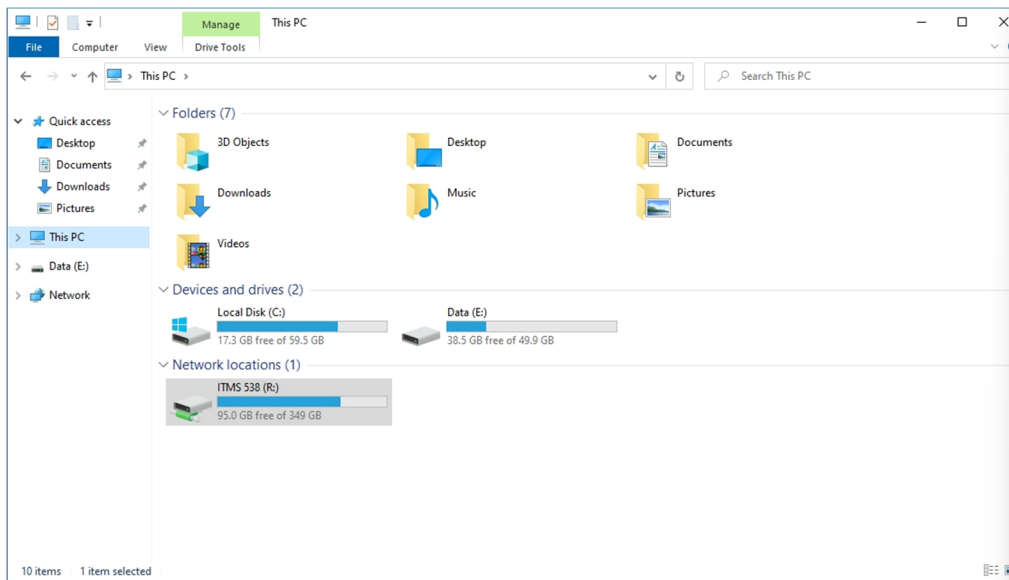 Manage
This PC
File
Computer
View
Drive Tools
This PC
Search This PC
Quick access
Desktop
Documents
Downloads
Pictures
This PC
Data (E:)
Network
Folders (7)
3D Objects
Desktop
Documents
Downloads
Music
Pictures
Videos
Devices and drives (2)
Local Disk (C:)
17.3 GB free of 59.5 GB
Data (E:)
38.5 GB free of 49.9 GB
Network locations (1)
ITMS 538 (R:)
95.0 GB free of 349 GB
10 items
1 item selected